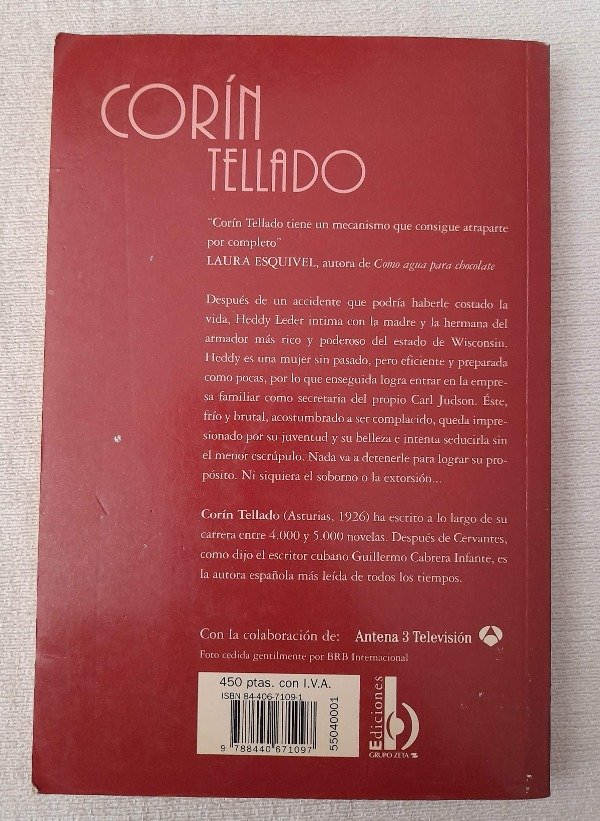 CORÍN
TELLADO
"Corín Tellado tiene un mecanismo que consigue atraparte
por completo"
LAURA ESQUIVEL, autora de Como agua para chocolate
Después de un accidente que podría haberle costado la
vida, Heddy Leder intima con la madre y la hermana del
armador más rico y poderoso del estado de Wisconsin.
Heddy es una mujer sin pasado, pero eficiente y preparada
como pocas, por lo que enseguida logra entrar en la empre-
sa familiar como secretaria del propio Carl Judson. Éste,
frío y brutal, acostumbrado a ser complacido, queda impre-
sionado por su juventud y su belleza e intenta seducirla sin
el menor escrúpulo. Nada va a detenerle para lograr su pro-
pósito. Ni siquiera el soborno o la extorsión...
Corín Tellado (Asturias, 1926) ha escrito a lo largo de su
carrera entre 4.000 y 5.000 novelas. Después de Cervantes,
como dijo el escritor cubano Guillermo Cabrera Infante, es
la autora española más leída de todos los tiempos.
Con la colaboración de: Antena 3 Televisión
Foto cedida gentilmente por BRB Internacional
450 ptas. con I.V.A.
ISBN 84-406-7109-1
9 788440 671097
55040001
Ediciones
b
GRUPO ZETA